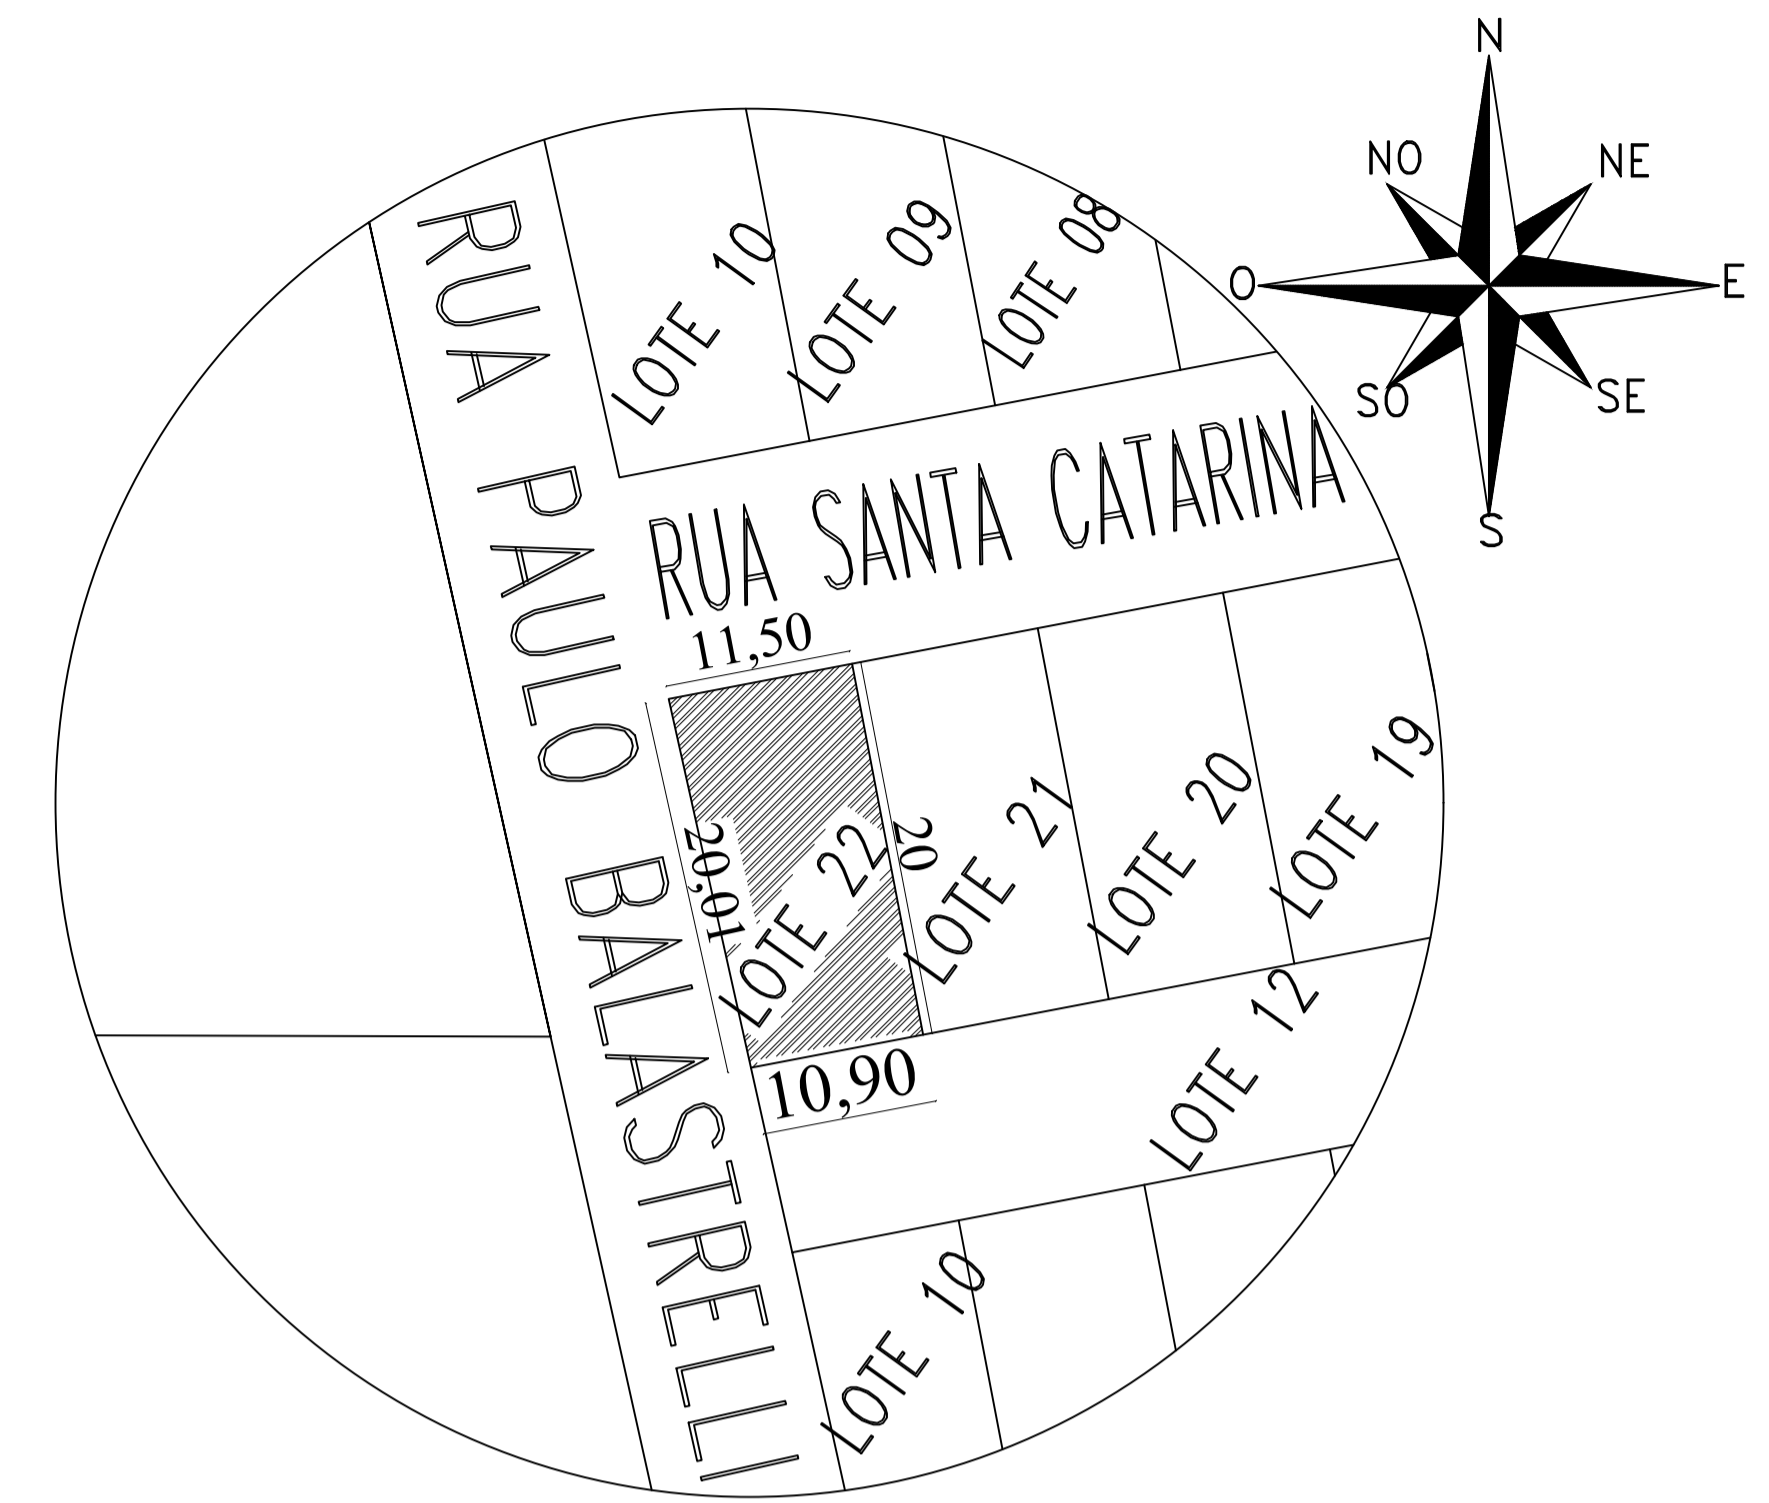 N
NO
NE
O
E
SO
SE
S
RUA PAULO BALASTRELLI
LOTE 10
LOTE 09
LOTE 08
RUA SANTA CATARINA
11,50
20,01
LOTE 22
20
LOTE 21
LOTE 20
LOTE 19
10,90
LOTE 12
LOTE 10